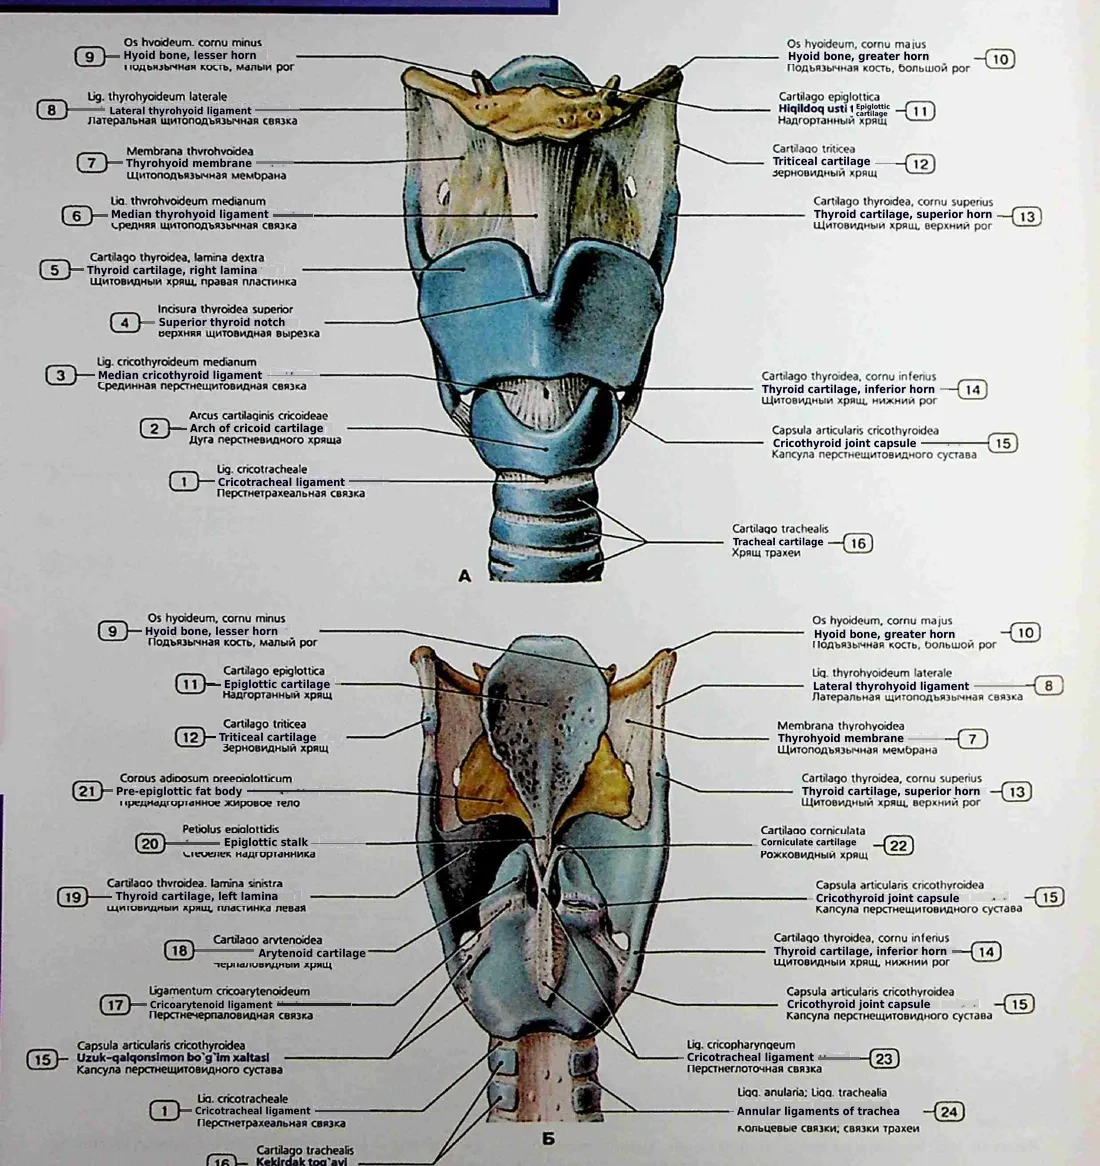 9
Os hyoideum. cornu minus
Hyoid bone, lesser horn
Подъязычная кость, малый рог
Os hyoideum, cornu majus
Hyoid bone, greater horn
Подъязычная кость, большой рог
10
8
Lig. thyrohyoideum laterale
Lateral thyrohyoid ligament
Латеральная щитоподъязычная связка
Cartilago epiglottica
Hiqildoq usti t Epiglottic cartilage
Надгортанный хрящ
11
7
Membrana thyrohyoidea
Thyrohyoid membrane
Щитоподъязычная мембрана
Cartilago triticea
Triticeal cartilage
Зерновидный хрящ
12
6
Lig. thyrohyoideum medianum
Median thyrohyoid ligament
Средняя щитоподъязычная связка
Cartilago thyroidea, cornu superius
Thyroid cartilage, superior horn
Щитовидный хрящ, верхний рог
13
5
Cartilago thyroidea, lamina dextra
Thyroid cartilage, right lamina
Щитовидный хрящ, правая пластинка
4
Incisura thyroidea superior
Superior thyroid notch
верхняя щитовидная вырезка
3
Lig. cricothyroideum medianum
Median cricothyroid ligament
Срединная перстнещитовидная связка
Cartilago thyroidea, cornu inferius
Thyroid cartilage, inferior horn
Щитовидный хрящ, нижний рог
14
2
Arcus cartilaginis cricoideae
Arch of cricoid cartilage
Дуга перстневидного хряща
Capsula articularis cricothyroidea
Cricothyroid joint capsule
Капсула перстнещитовидного сустава
15
1
Lig. cricotracheale
Cricotracheal ligament
Перстнетрахеальная связка
Cartilago trachealis
Tracheal cartilage
Хрящ трахеи
16
А
9
Os hyoideum, cornu minus
Hyoid bone, lesser horn
Подъязычная кость, малый рог
Os hyoideum, cornu majus
Hyoid bone, greater horn
Подъязычная кость, большой рог
10
11
Cartilago epiglottica
Epiglottic cartilage
Надгортанный хрящ
Lig. thyrohyoideum laterale
Lateral thyrohyoid ligament
Латеральная щитоподъязычная связка
8
12
Cartilago triticea
Triticeal cartilage
Зерновидный хрящ
Membrana thyrohyoidea
Thyrohyoid membrane
Щитоподъязычная мембрана
7
21
Corpus adiposum preepiglotticum
Pre-epiglottic fat body
Преднадгортанное жировое тело
Cartilago thyroidea, cornu superius
Thyroid cartilage, superior horn
Щитовидный хрящ, верхний рог
13
20
Petiolus epiglottidis
Epiglottic stalk
Стебелек надгортанника
Cartilago corniculata
Corniculate cartilage
Рожковидный хрящ
22
19
Cartilago thyroidea. lamina sinistra
Thyroid cartilage, left lamina
Щитовидный хрящ, пластинка левая
Capsula articularis cricothyroidea
Cricothyroid joint capsule
Капсула перстнещитовидного сустава
15
18
Cartilago arytenoidea
Arytenoid cartilage
Черпаловидный хрящ
Cartilago thyroidea, cornu inferius
Thyroid cartilage, inferior horn
Щитовидный хрящ, нижний рог
14
17
Ligamentum cricoarytenoideum
Cricoarytenoid ligament
Перстнечерпаловидная связка
Capsula articularis cricothyroidea
Cricothyroid joint capsule
Капсула перстнещитовидного сустава
15
15
Capsula articularis cricothyroidea
Uzuk-qalqonsimon bo`g`im xaltasi
Капсула перстнещитовидного сустава
Lig. cricopharyngeum
Cricotracheal ligament
Перстнеглоточная связка
23
1
Lig. cricotracheale
Cricotracheal ligament
Перстнетрахеальная связка
Ligg. anularia; Ligg. trachealia
Annular ligaments of trachea
Кольцевые связки; связки трахеи
24
Б
16
Cartilago trachealis
Kekirdak tog`ayi